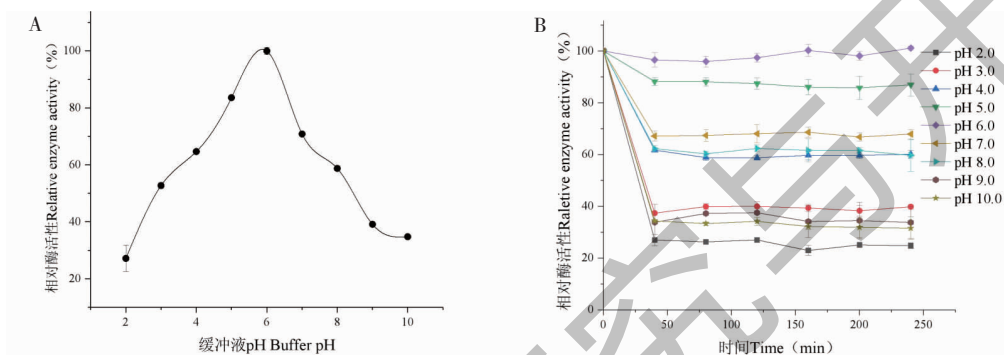 A
相对酶活性Relative enzyme activity（%）
100
80
60
40
20
2
4
6
8
10
缓冲液pH Buffer pH
B
相对酶活性Raletive enzyme activity（%）
100
80
60
40
20
0
0
50
100
150
200
250
时间Time（min）
pH 2.0
pH 3.0
pH 4.0
pH 5.0
pH 6.0
pH 7.0
pH 8.0
pH 9.0
pH 10.0